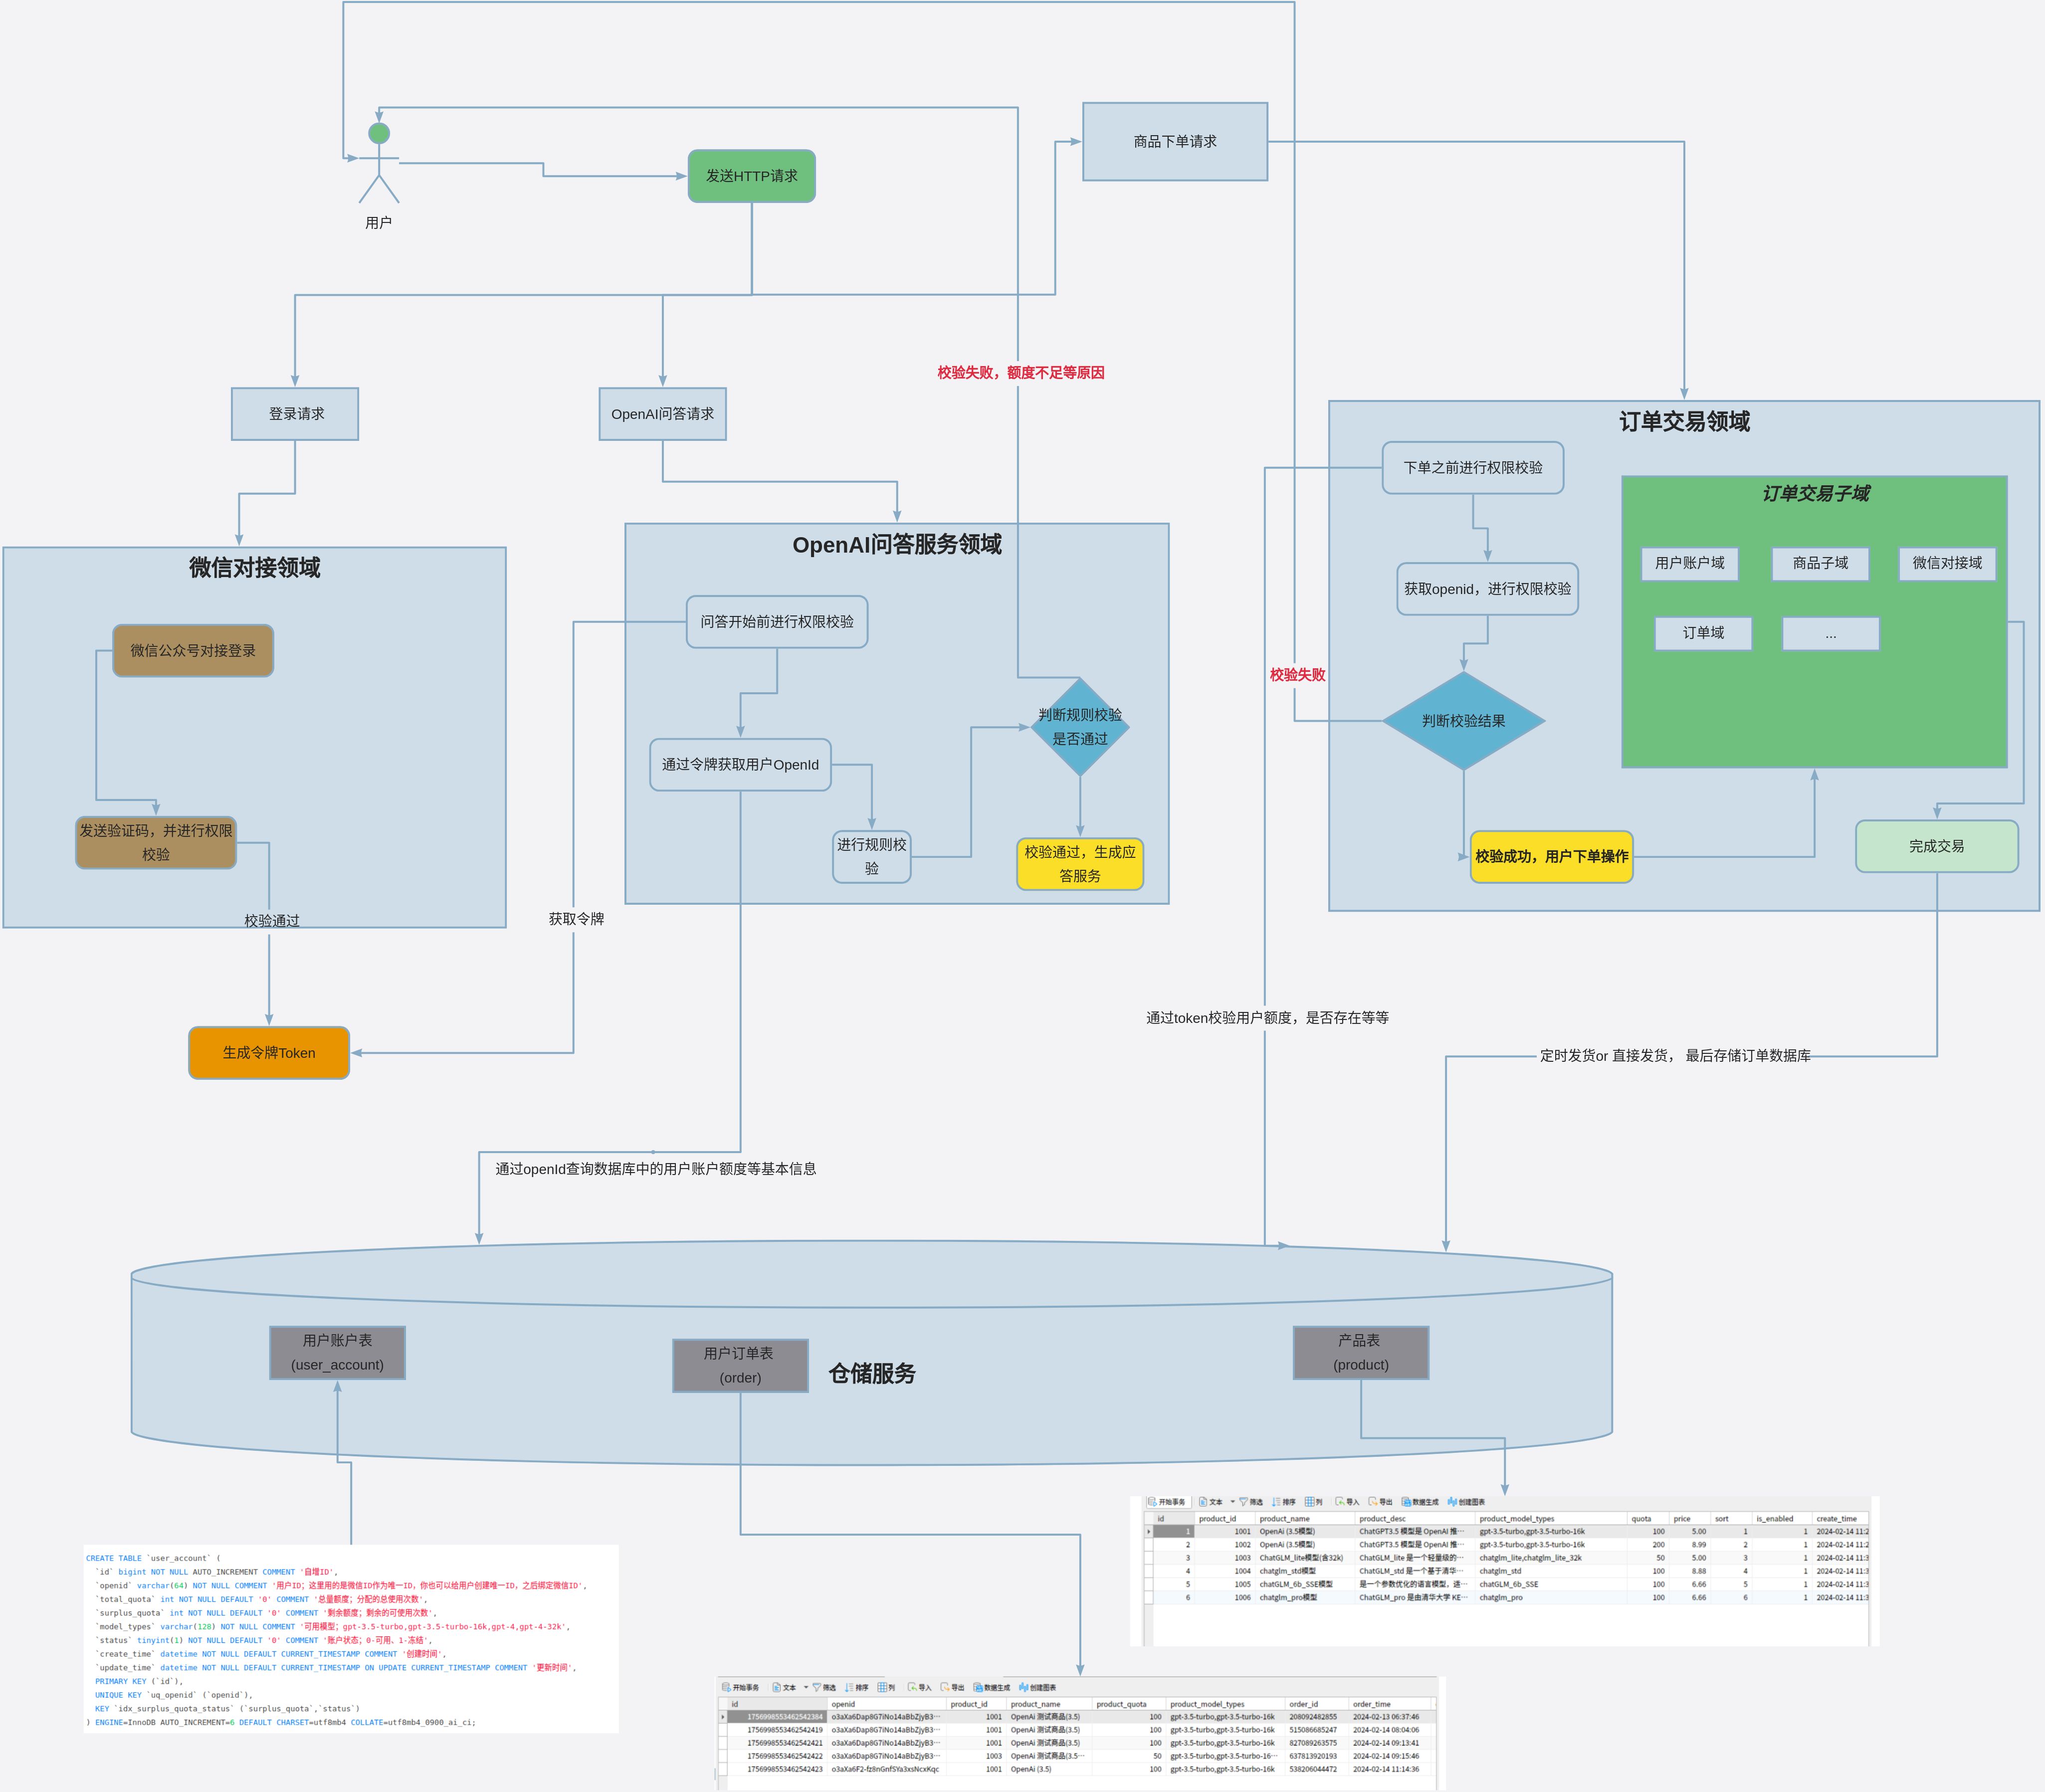 商品下单请求
发送HTTP请求
用户
校验失败，额度不足等原因
登录请求
OpenAI问答请求
订单交易领域
下单之前进行权限校验
订单交易子域
用户账户域
商品子域
微信对接域
获取openid，进行权限校验
订单域
...
校验失败
判断校验结果
校验成功，用户下单操作
完成交易
OpenAI问答服务领域
问答开始前进行权限校验
判断规则校验
是否通过
通过令牌获取用户OpenId
进行规则校
验
校验通过，生成应
答服务
微信对接领域
微信公众号对接登录
发送验证码，并进行权限
校验
校验通过
获取令牌
生成令牌Token
通过token校验用户额度，是否存在等等
定时发货or 直接发货， 最后存储订单数据库
通过openId查询数据库中的用户账户额度等基本信息
用户账户表
(user_account)
用户订单表
(order)
仓储服务
产品表
(product)
开始事务 文本 筛选 排序 列 导入 导出 数据生成 创建图表
id product_id product_name product_desc product_model_types quota price sort is_enabled create_time
1 1001 OpenAi (3.5模型) ChatGPT3.5 模型是 OpenAI 推… gpt-3.5-turbo,gpt-3.5-turbo-16k 100 5.00 1 1 2024-02-14 11:2
2 1002 OpenAi (3.5模型) ChatGPT3.5 模型是 OpenAI 推… gpt-3.5-turbo,gpt-3.5-turbo-16k 200 8.99 2 1 2024-02-14 11:2
3 1003 ChatGLM_lite模型(含32k) ChatGLM_lite 是一个轻量级的… chatglm_lite,chatglm_lite_32k 50 5.00 3 1 2024-02-14 11:3
4 1004 chatglm_std模型 ChatGLM_std 是一个基于清华… chatglm_std 100 8.88 4 1 2024-02-14 11:3
5 1005 chatGLM_6b_SSE模型 是一个参数优化的语言模型，适… chatGLM_6b_SSE 100 6.66 5 1 2024-02-14 11:3
6 1006 chatglm_pro模型 ChatGLM_pro 是由清华大学 KE… chatglm_pro 100 6.66 6 1 2024-02-14 11:3
CREATE TABLE `user_account` (
`id` bigint NOT NULL AUTO_INCREMENT COMMENT '自增ID',
`openid` varchar(64) NOT NULL COMMENT '用户ID；这里用的是微信ID作为唯一ID，你也可以给用户创建唯一ID，之后绑定微信ID',
`total_quota` int NOT NULL DEFAULT '0' COMMENT '总量额度；分配的总使用次数',
`surplus_quota` int NOT NULL DEFAULT '0' COMMENT '剩余额度；剩余的可使用次数',
`model_types` varchar(128) NOT NULL COMMENT '可用模型；gpt-3.5-turbo,gpt-3.5-turbo-16k,gpt-4,gpt-4-32k',
`status` tinyint(1) NOT NULL DEFAULT '0' COMMENT '账户状态；0-可用、1-冻结',
`create_time` datetime NOT NULL DEFAULT CURRENT_TIMESTAMP COMMENT '创建时间',
`update_time` datetime NOT NULL DEFAULT CURRENT_TIMESTAMP ON UPDATE CURRENT_TIMESTAMP COMMENT '更新时间',
PRIMARY KEY (`id`),
UNIQUE KEY `uq_openid` (`openid`),
KEY `idx_surplus_quota_status` (`surplus_quota`,`status`)
) ENGINE=InnoDB AUTO_INCREMENT=6 DEFAULT CHARSET=utf8mb4 COLLATE=utf8mb4_0900_ai_ci;
开始事务 文本 筛选 排序 列 导入 导出 数据生成 创建图表
id openid product_id product_name product_quota product_model_types order_id order_time
1756998553462542384 o3aXa6Dap8G7iNo14aBbZjyB3… 1001 OpenAi 测试商品(3.5) 100 gpt-3.5-turbo,gpt-3.5-turbo-16k 208092482855 2024-02-13 06:37:46
1756998553462542419 o3aXa6Dap8G7iNo14aBbZjyB3… 1001 OpenAi 测试商品(3.5) 100 gpt-3.5-turbo,gpt-3.5-turbo-16k 515086685247 2024-02-14 08:04:06
1756998553462542421 o3aXa6Dap8G7iNo14aBbZjyB3… 1001 OpenAi 测试商品(3.5) 100 gpt-3.5-turbo,gpt-3.5-turbo-16k 827089263575 2024-02-14 09:13:41
1756998553462542422 o3aXa6Dap8G7iNo14aBbZjyB3… 1003 OpenAi 测试商品(3.5… 50 gpt-3.5-turbo,gpt-3.5-turbo-16… 637813920193 2024-02-14 09:15:46
1756998553462542423 o3aXa6F2-fz8nGnfSYa3xsNcxKqc 1001 OpenAi (3.5) 100 gpt-3.5-turbo,gpt-3.5-turbo-16k 538206044472 2024-02-14 11:14:36